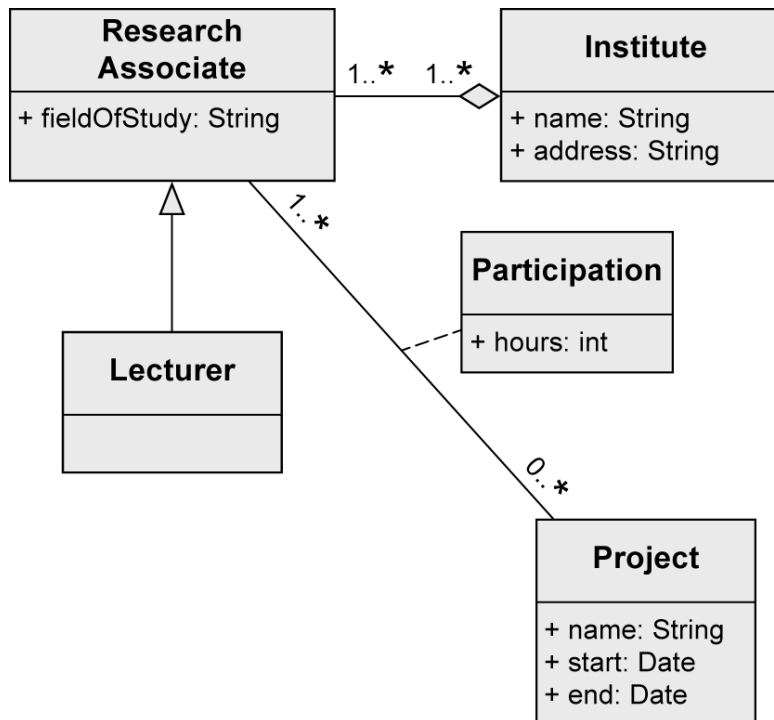 Research
Associate
+ fieldOfStudy: String
1..*
1..*
Institute
+ name: String
+ address: String
1..*
Participation
+ hours: int
Lecturer
0..*
Project
+ name: String
+ start: Date
+ end: Date